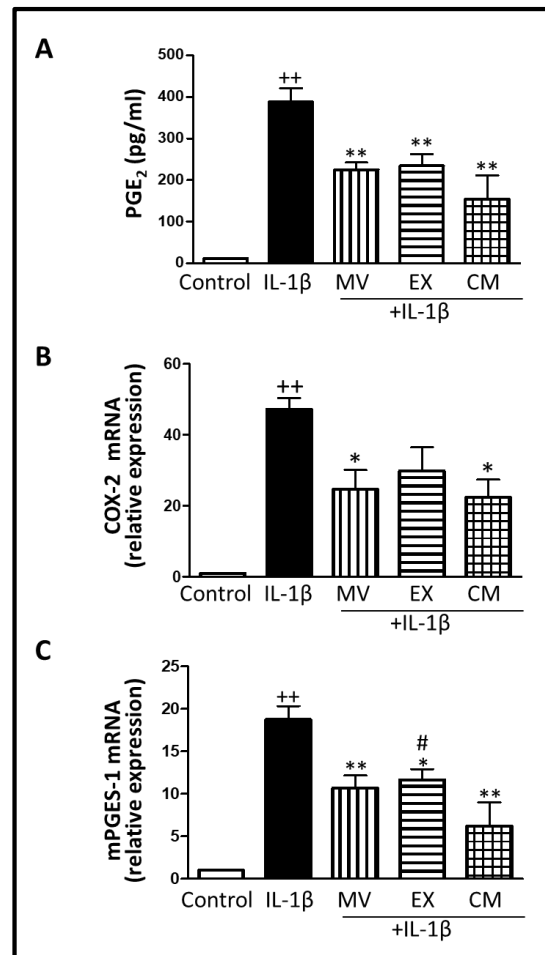 A
PGE₂ (pg/ml)
500
400
300
200
100
0
++
**
**
**
Control IL-1β MV EX CM
+IL-1β
B
COX-2 mRNA
(relative expression)
60
40
20
0
++
*
*
Control IL-1β MV EX CM
+IL-1β
C
mPGES-1 mRNA
(relative expression)
25
20
15
10
5
0
++
**
#
*
**
Control IL-1β MV EX CM
+IL-1β